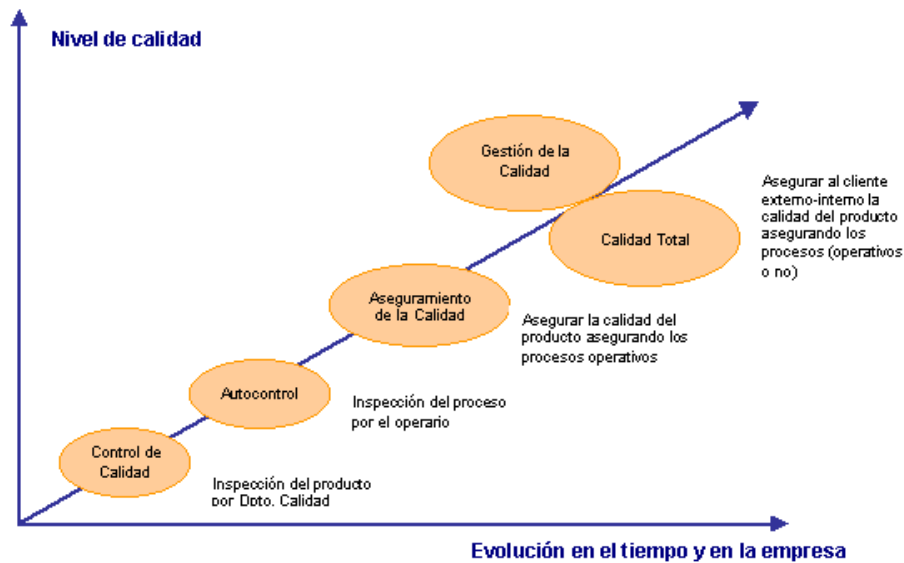 Nivel de calidad
Gestión de la
Calidad
Asegurar al cliente
externo-interno la
calidad del producto
asegurando los
procesos (operativos
o no)
Calidad Total
Aseguramiento
de la Calidad
Asegurar la calidad del
producto asegurando los
procesos operativos
Autocontrol
Inspección del proceso
por el operario
Control de
Calidad
Inspección del producto
por Dpto. Calidad
Evolución en el tiempo y en la empresa